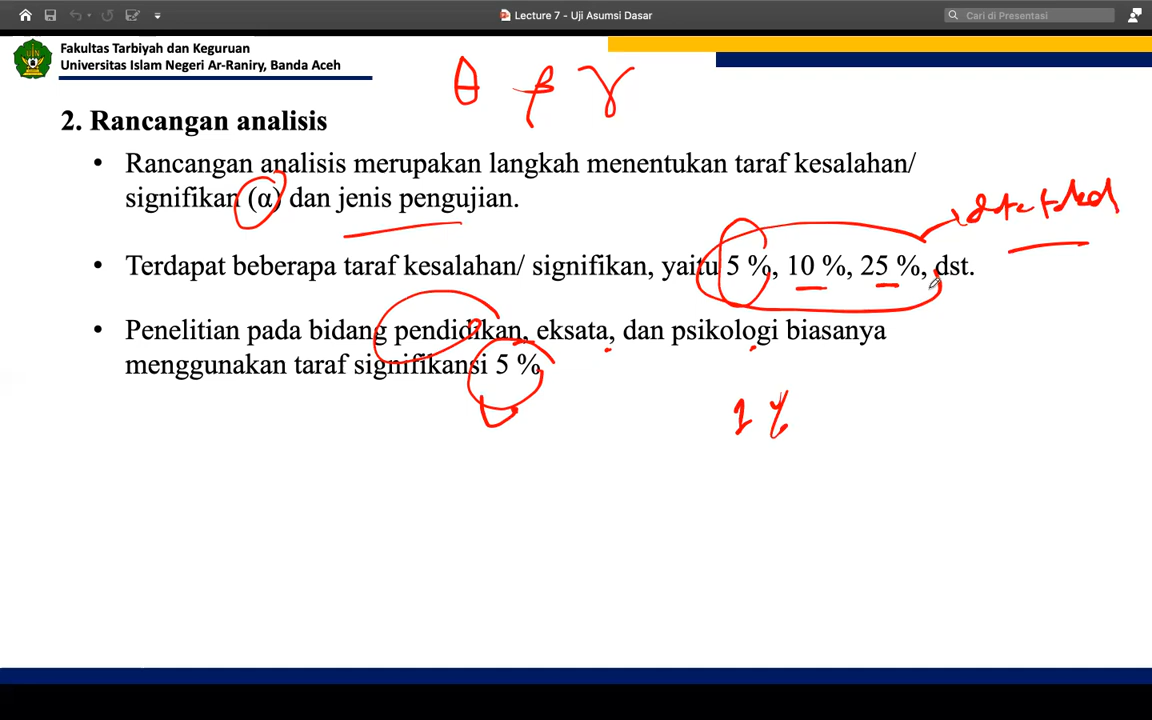 Lecture 7 - Uji Asumsi Dasar
Cari di Presentasi
Fakultas Tarbiyah dan Keguruan
Universitas Islam Negeri Ar-Raniry, Banda Aceh
θ β γ
2. Rancangan analisis
• Rancangan analisis merupakan langkah menentukan taraf kesalahan/
signifikan (α) dan jenis pengujian.
• Terdapat beberapa taraf kesalahan/ signifikan, yaitu 5 %, 10 %, 25 %, dst.
• Penelitian pada bidang pendidikan, eksata, dan psikologi biasanya
menggunakan taraf signifikansi 5 %
1 %